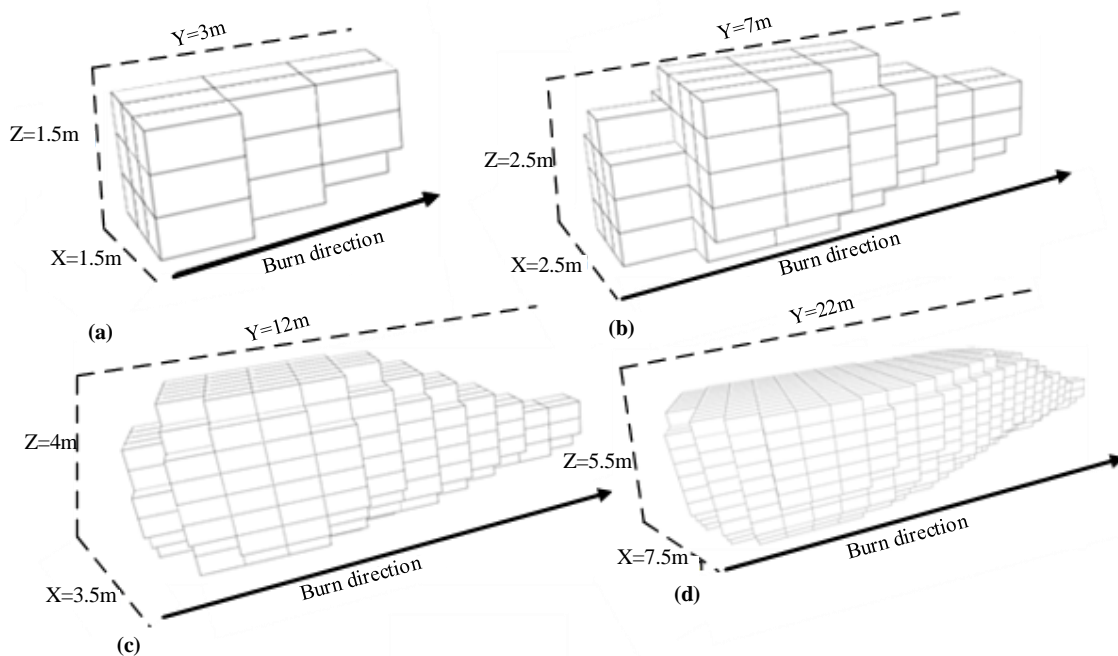 Y=3m
Z=1.5m
X=1.5m
Burn direction
(a)
Y=7m
Z=2.5m
X=2.5m
Burn direction
(b)
Y=12m
Z=4m
X=3.5m
Burn direction
(c)
Y=22m
Z=5.5m
X=7.5m
Burn direction
(d)